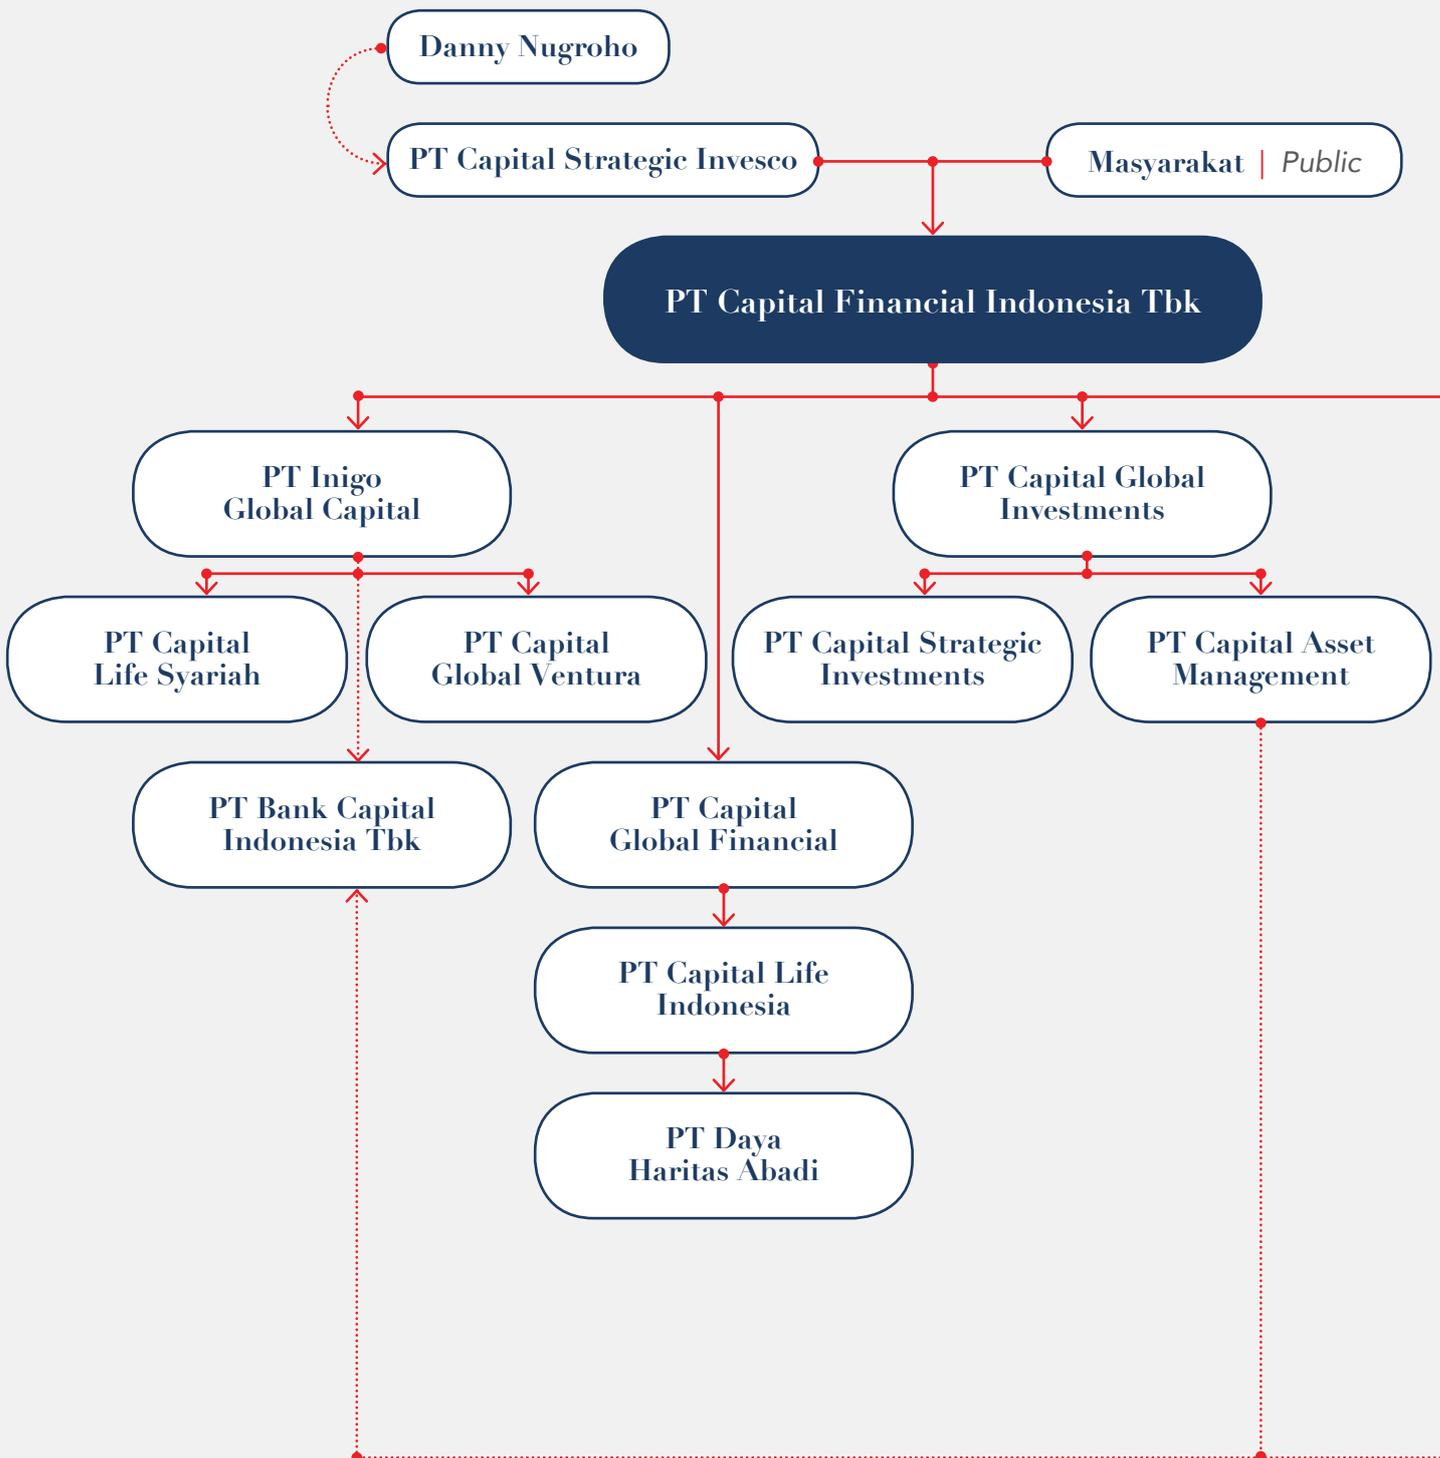 Danny Nugroho
PT Capital Strategic Invesco
Masyarakat | Public
PT Capital Financial Indonesia Tbk
PT Inigo
Global Capital
PT Capital Global
Investments
PT Capital
Life Syariah
PT Capital
Global Ventura
PT Capital Strategic
Investments
PT Capital Asset
Management
PT Bank Capital
Indonesia Tbk
PT Capital
Global Financial
PT Capital Life
Indonesia
PT Daya
Haritas Abadi